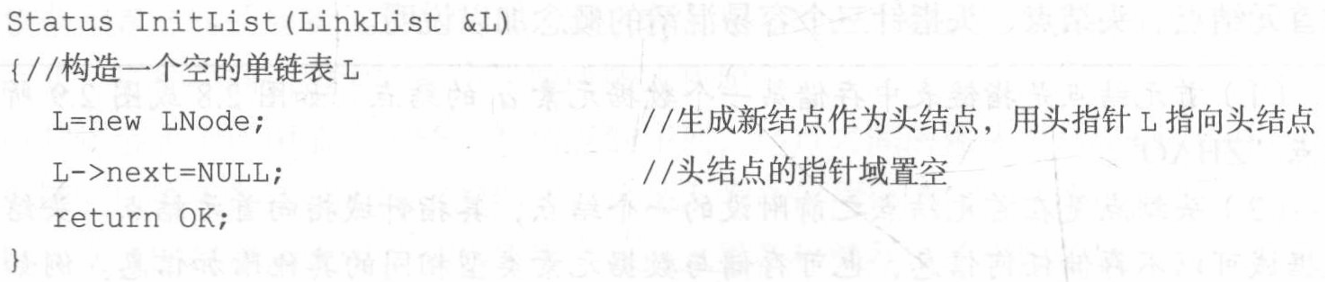 Status InitList(LinkList &L)
{//构造一个空的单链表 L
L=new LNode; //生成新结点作为头结点，用头指针 L 指向头结点
L->next=NULL; //头结点的指针域置空
return OK;
}